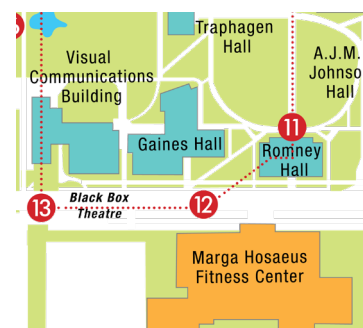 Traphagen
Hall
Visual
Communications
Building
A.J.M.
Johnso
Hall
11
Gaines Hall
Romney
Hall
Black Box
Theatre
13
12
Marga Hosaeus
Fitness Center